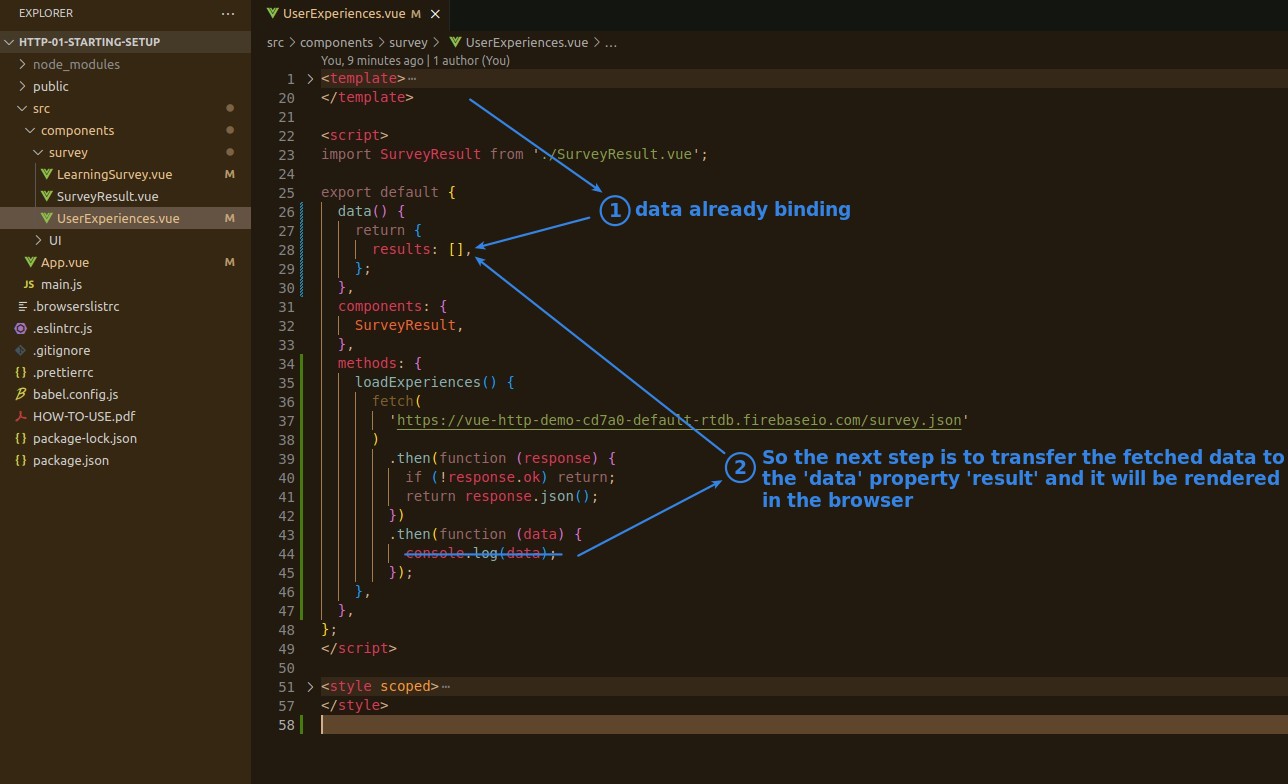 EXPLORER ···
HTTP-01-STARTING-SETUP
node_modules
public
src
components
survey
LearningSurvey.vue M
SurveyResult.vue
UserExperiences.vue M
UI
App.vue M
JS main.js
.browserslistrc
.eslintrc.js
.gitignore
{} .prettierrc
babel.config.js
HOW-TO-USE.pdf
{} package-lock.json
{} package.json
UserExperiences.vue M ×
src > components > survey > UserExperiences.vue > ...
You, 9 minutes ago | 1 author (You)
1 > <template>···
20 </template>
21
22 <script>
23 import SurveyResult from './SurveyResult.vue';
24
25 export default {
26 data() {
27 return {
28 results: [],
29 };
30 },
31 components: {
32 SurveyResult,
33 },
34 methods: {
35 loadExperiences() {
36 fetch(
37 'https://vue-http-demo-cd7a0-default-rtdb.firebaseio.com/survey.json'
38 )
39 .then(function (response) {
40 if (!response.ok) return;
41 return response.json();
42 })
43 .then(function (data) {
44 console.log(data);
45 });
46 },
47 },
48 };
49 </script>
50
51 > <style scoped>···
57 </style>
58
1 data already binding
2 So the next step is to transfer the fetched data to
the 'data' property 'result' and it will be rendered
in the browser